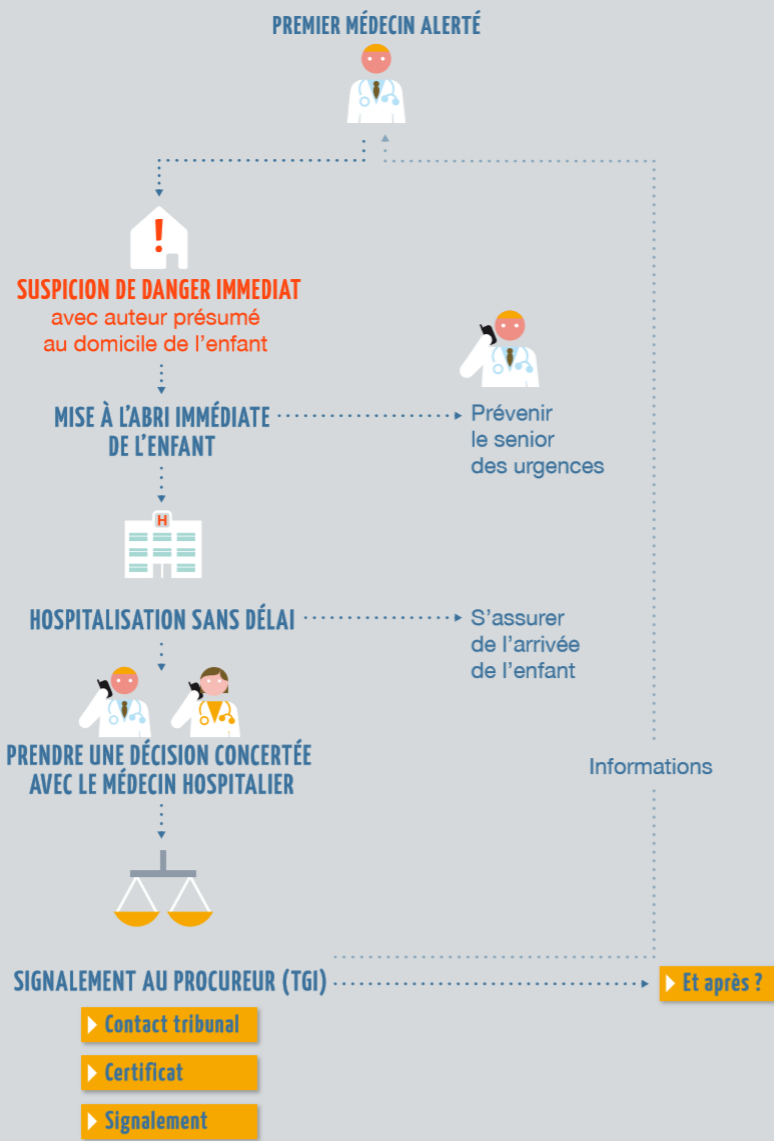 PREMIER MÉDECIN ALERTÉ
!
SUSPICION DE DANGER IMMEDIAT
avec auteur présumé
au domicile de l'enfant
MISE À L'ABRI IMMÉDIATE
DE L'ENFANT
Prévenir
le senior
des urgences
H
HOSPITALISATION SANS DÉLAI
S'assurer
de l'arrivée
de l'enfant
PRENDRE UNE DÉCISION CONCERTÉE
AVEC LE MÉDECIN HOSPITALIER
Informations
SIGNALEMENT AU PROCUREUR (TGI)
Et après ?
Contact tribunal
Certificat
Signalement